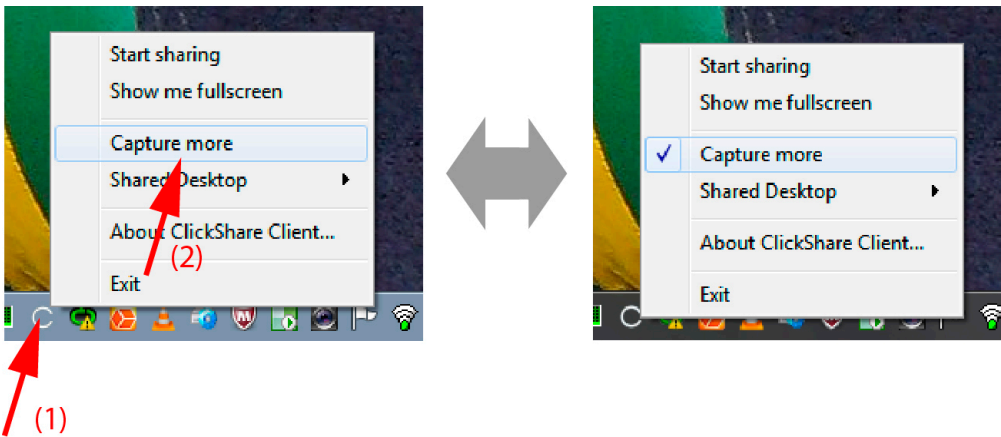 Start sharing
Show me fullscreen
Capture more
Shared Desktop
About ClickShare Client...
(2)
Exit
(1)
Start sharing
Show me fullscreen
Capture more
Shared Desktop
About ClickShare Client...
Exit